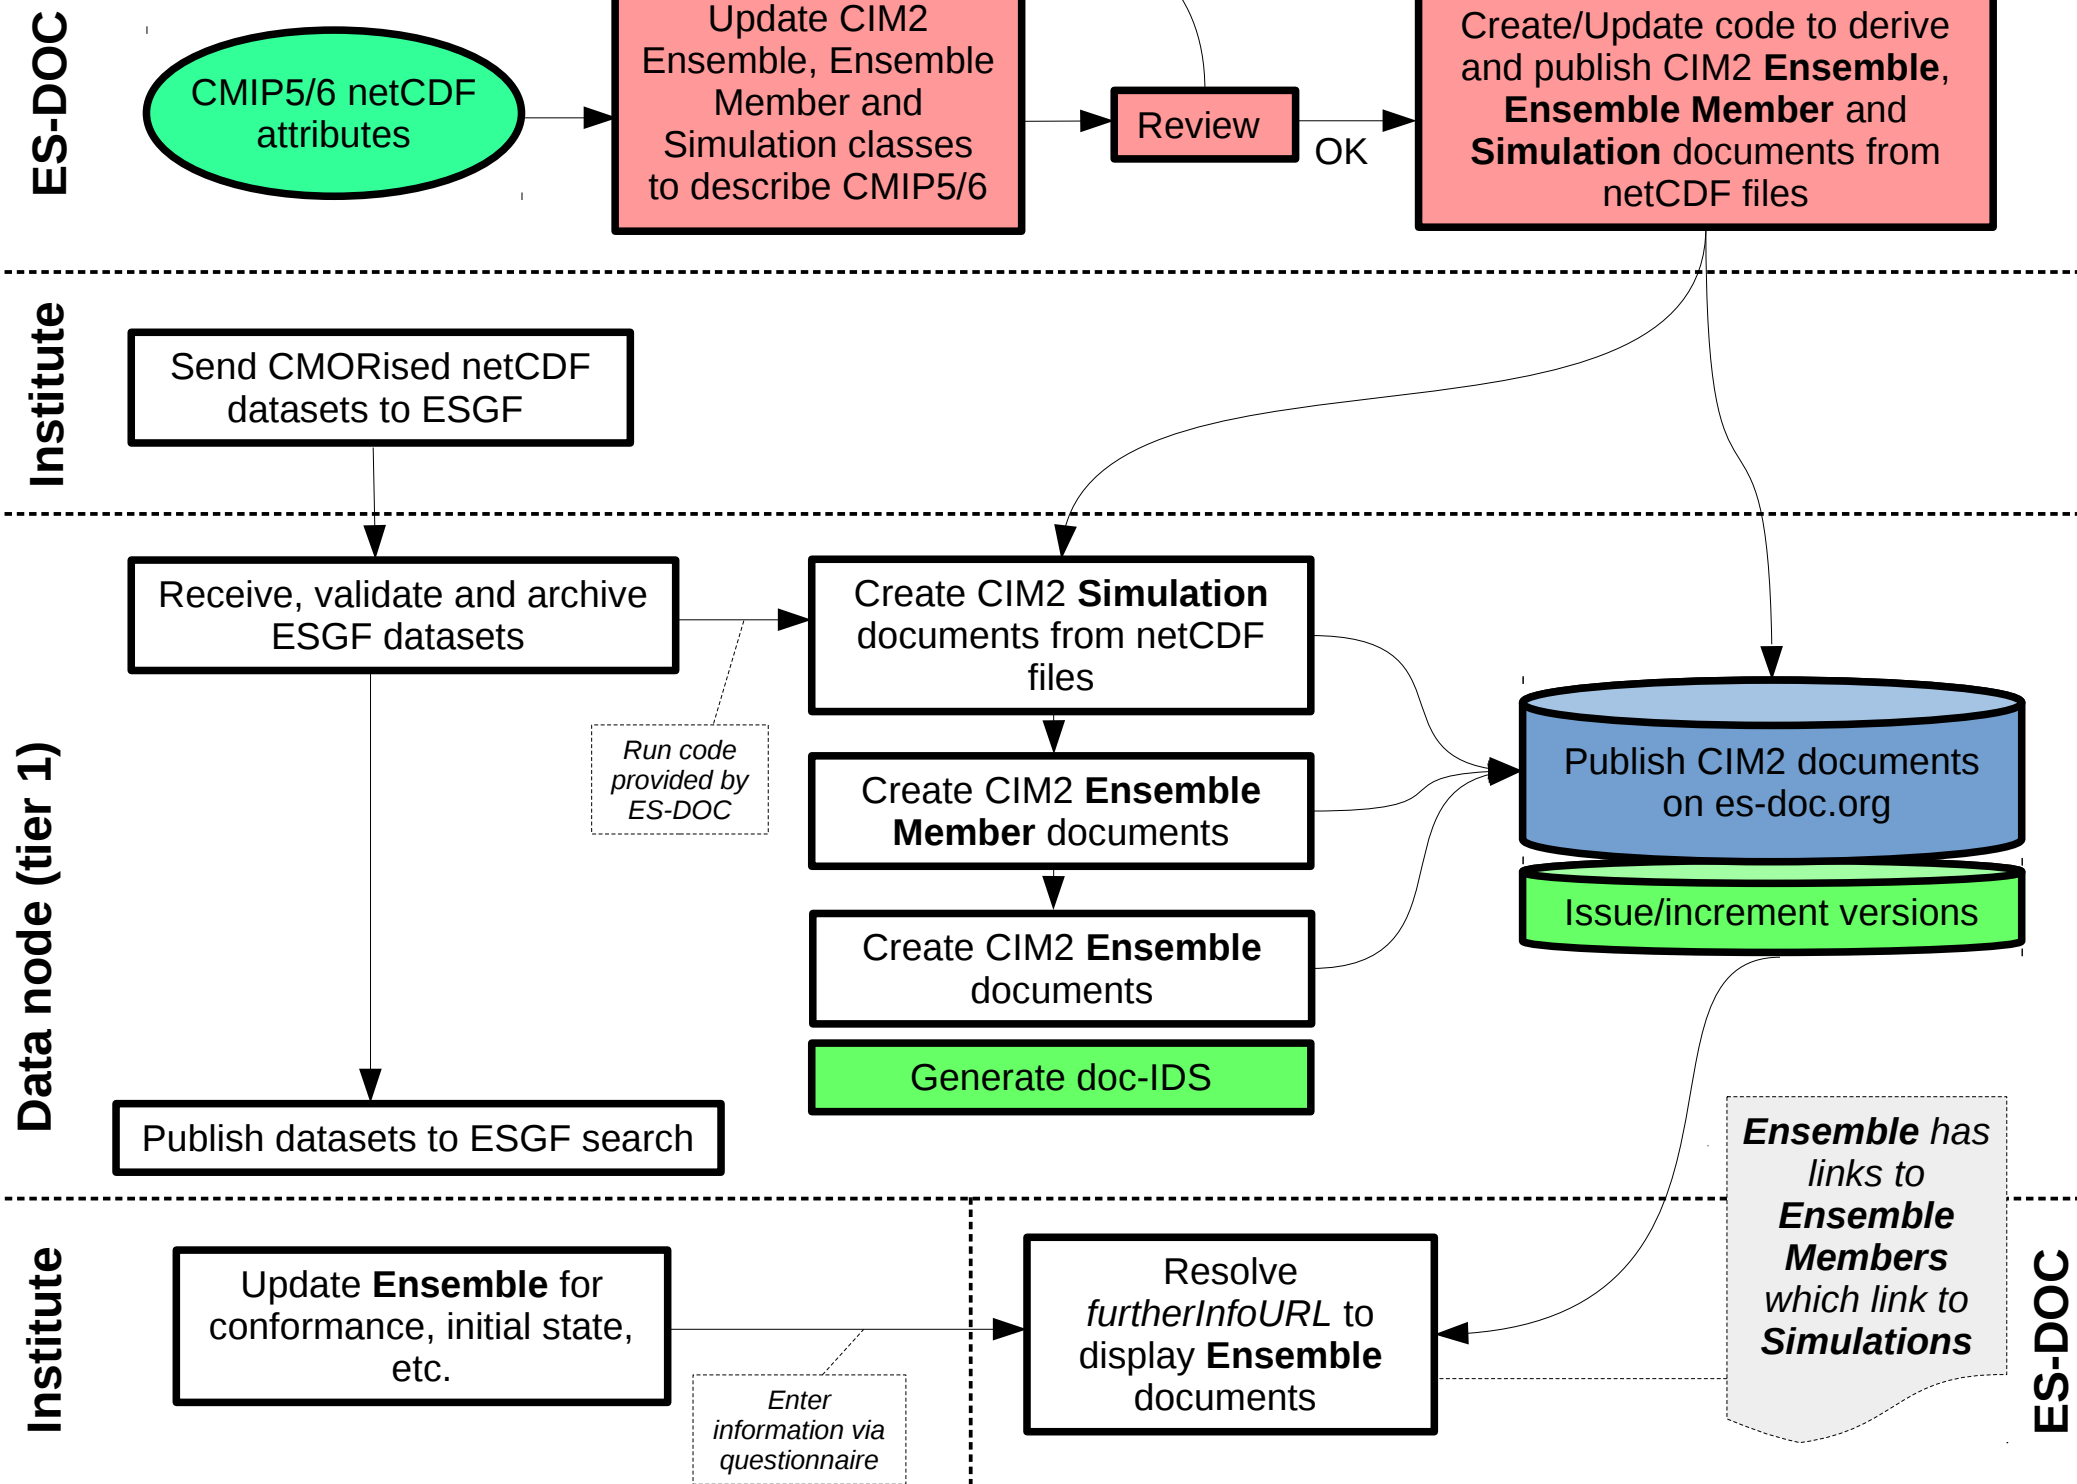 ES-DOC
CMIP5/6 netCDF
attributes
Update CIM2
Ensemble, Ensemble
Member and
Simulation classes
to describe CMIP5/6
Review
OK
Create/Update code to derive
and publish CIM2 Ensemble,
Ensemble Member and
Simulation documents from
netCDF files
Institute
Send CMORised netCDF
datasets to ESGF
Data node (tier 1)
Receive, validate and archive
ESGF datasets
Run code
provided by
ES-DOC
Create CIM2 Simulation
documents from netCDF
files
Create CIM2 Ensemble
Member documents
Create CIM2 Ensemble
documents
Generate doc-IDS
Publish CIM2 documents
on es-doc.org
Issue/increment versions
Publish datasets to ESGF search
Institute
Update Ensemble for
conformance, initial state,
etc.
Enter
information via
questionnaire
Resolve
furtherInfoURL to
display Ensemble
documents
Ensemble has
links to
Ensemble
Members
which link to
Simulations
ES-DOC